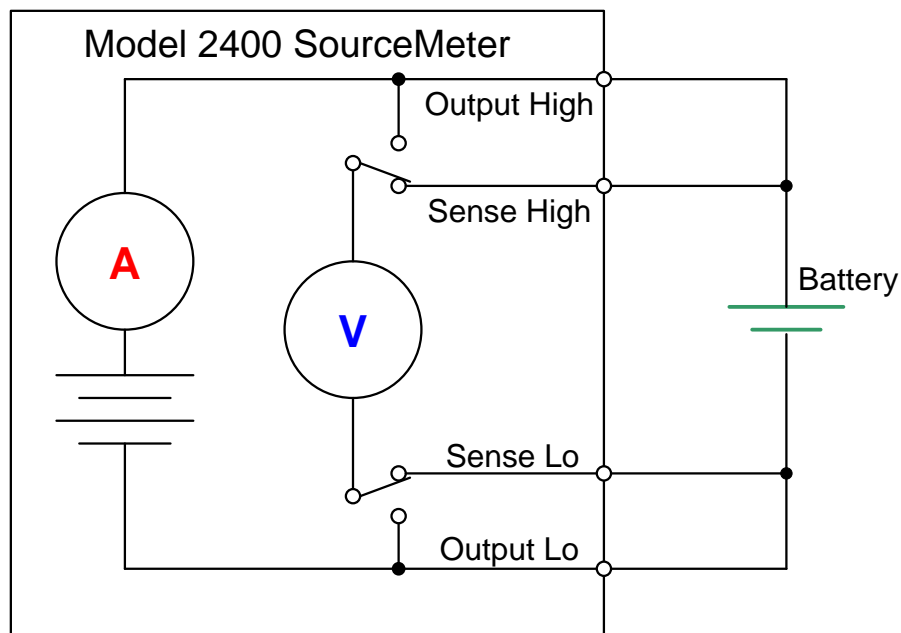 Model 2400 SourceMeter
Output High
Sense High
A
Battery
V
Sense Lo
Output Lo